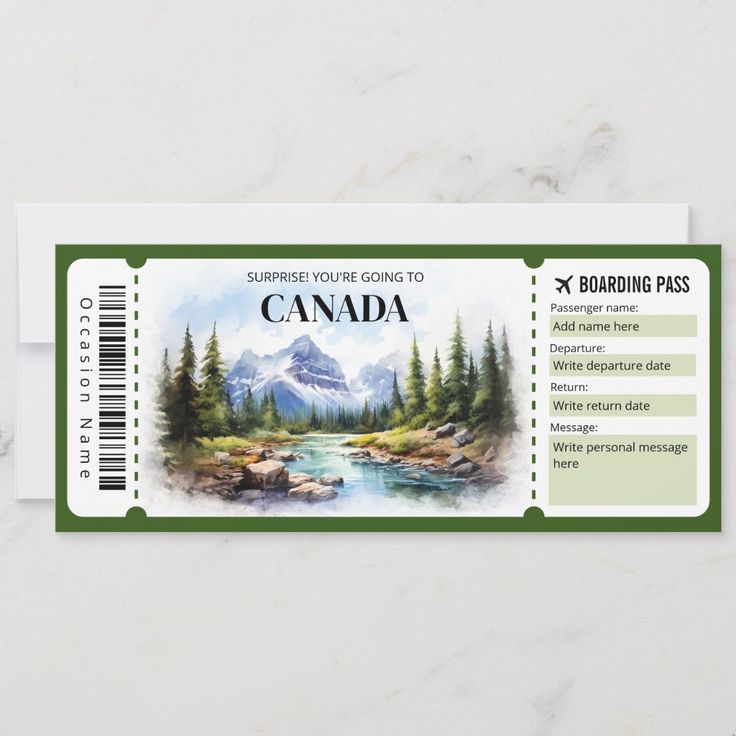 Occasion Name
SURPRISE! YOU'RE GOING TO
CANADA
BOARDING PASS
Passenger name:
Add name here
Departure:
Write departure date
Return:
Write return date
Message:
Write personal message
here